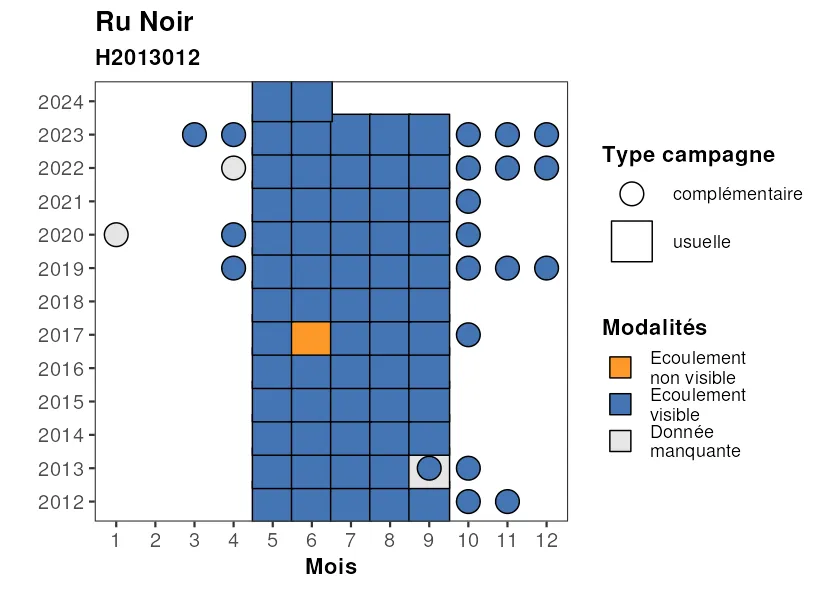 Ru Noir
H2013012
2024
2023
2022
2021
2020
2019
2018
2017
2016
2015
2014
2013
2012
1 2 3 4 5 6 7 8 9 10 11 12
Mois
Type campagne
complémentaire
usuelle
Modalités
Ecoulement
non visible
Ecoulement
visible
Donnée
manquante